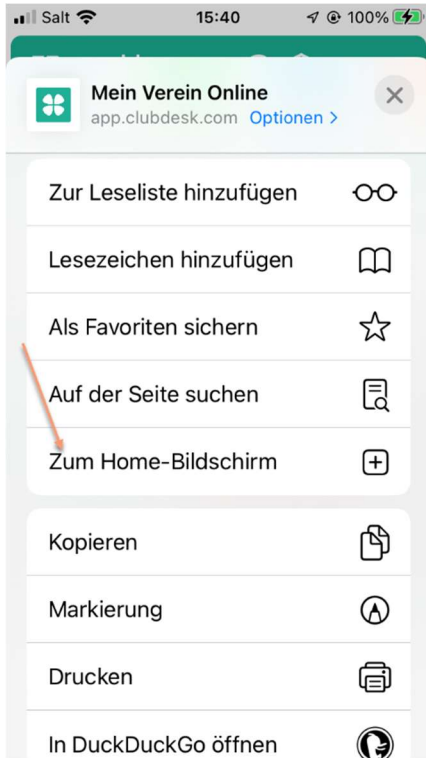 Salt 15:40 100%
Mein Verein Online
app.clubdesk.com Optionen >
Zur Leseliste hinzufügen
Lesezeichen hinzufügen
Als Favoriten sichern
Auf der Seite suchen
Zum Home-Bildschirm
Kopieren
Markierung
Drucken
In DuckDuckGo öffnen